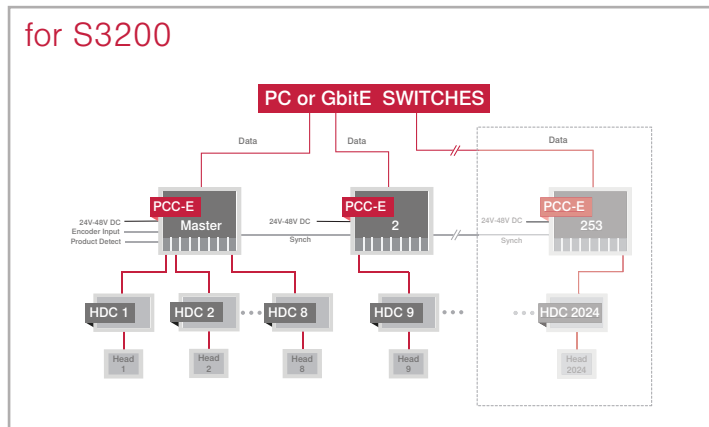 for S3200
PC or GbitE SWITCHES
Data
Data
Data
PCC-E
Master
24V-48V DC
Encoder Input
Product Detect
PCC-E
2
24V-48V DC
Synch
PCC-E
253
24V-48V DC
Synch
HDC 1
HDC 2
HDC 8
HDC 9
HDC 2024
Head
1
Head
2
Head
8
Head
9
Head
2024